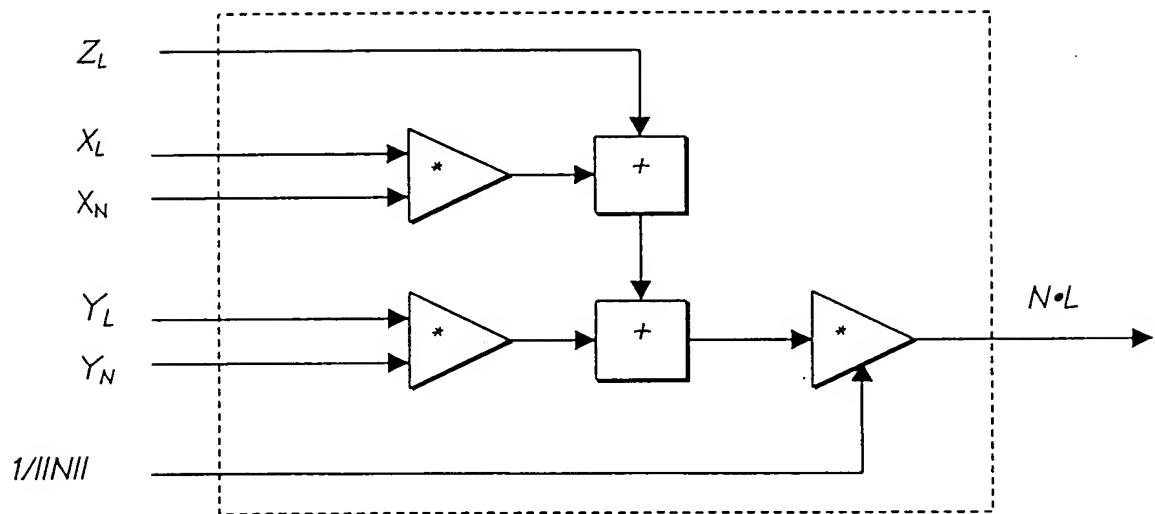 Z_L
X_L
*
+
X_N
Y_L
*
+
*
N•L
Y_N
1/||N||